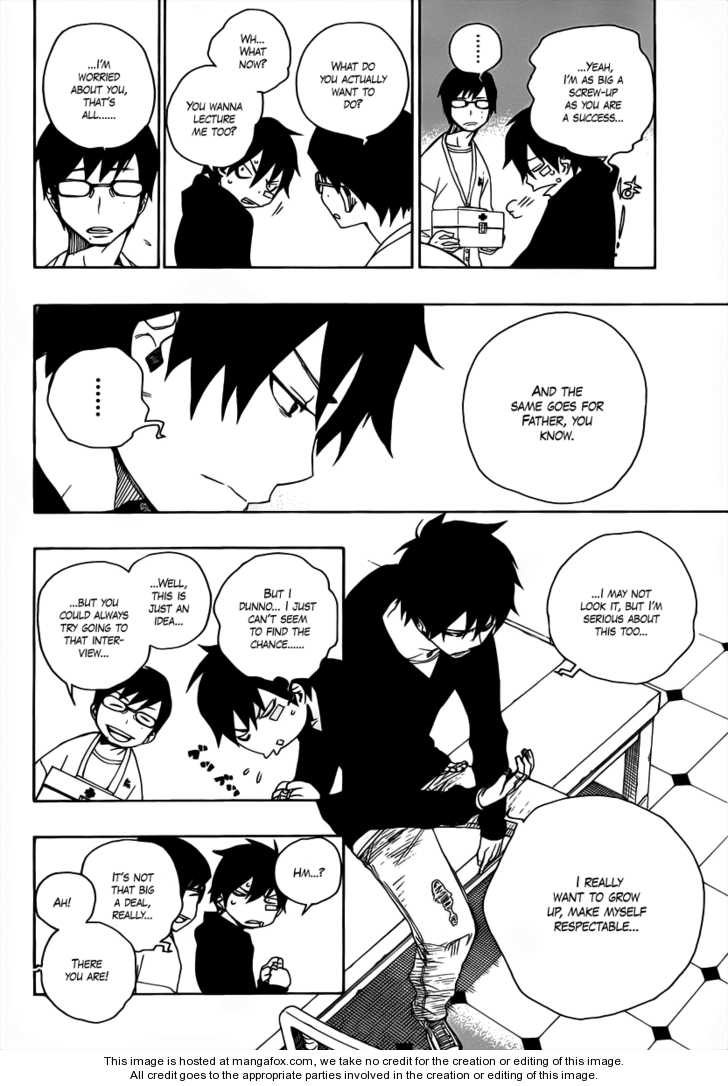 ...YEAH,
I'M AS BIG A
SCREW-UP
AS YOU ARE
A SUCCESS...
......
WHAT DO
YOU ACTUALLY
WANT TO
DO?
WH...
WHAT
NOW?
YOU WANNA
LECTURE
ME TOO?
...I'M
WORRIED
ABOUT YOU,
THAT'S
ALL......
AND THE
SAME GOES FOR
FATHER, YOU
KNOW.
......
...I MAY NOT
LOOK IT, BUT I'M
SERIOUS ABOUT
THIS TOO...
I REALLY
WANT TO GROW
UP, MAKE MYSELF
RESPECTABLE...
BUT I
DUNNO... I JUST
CAN'T SEEM
TO FIND THE
CHANCE......
...WELL,
THIS IS
JUST AN
IDEA...
...BUT YOU
COULD ALWAYS
TRY GOING TO
THAT INTER-
VIEW...
HM...?
IT'S NOT
THAT BIG
A DEAL,
REALLY...
AH!
THERE
YOU ARE!
This image is hosted at mangafox.com, we take no credit for the creation or editing of this image.
All credit goes to the appropriate parties involved in the creation or editing of this image.